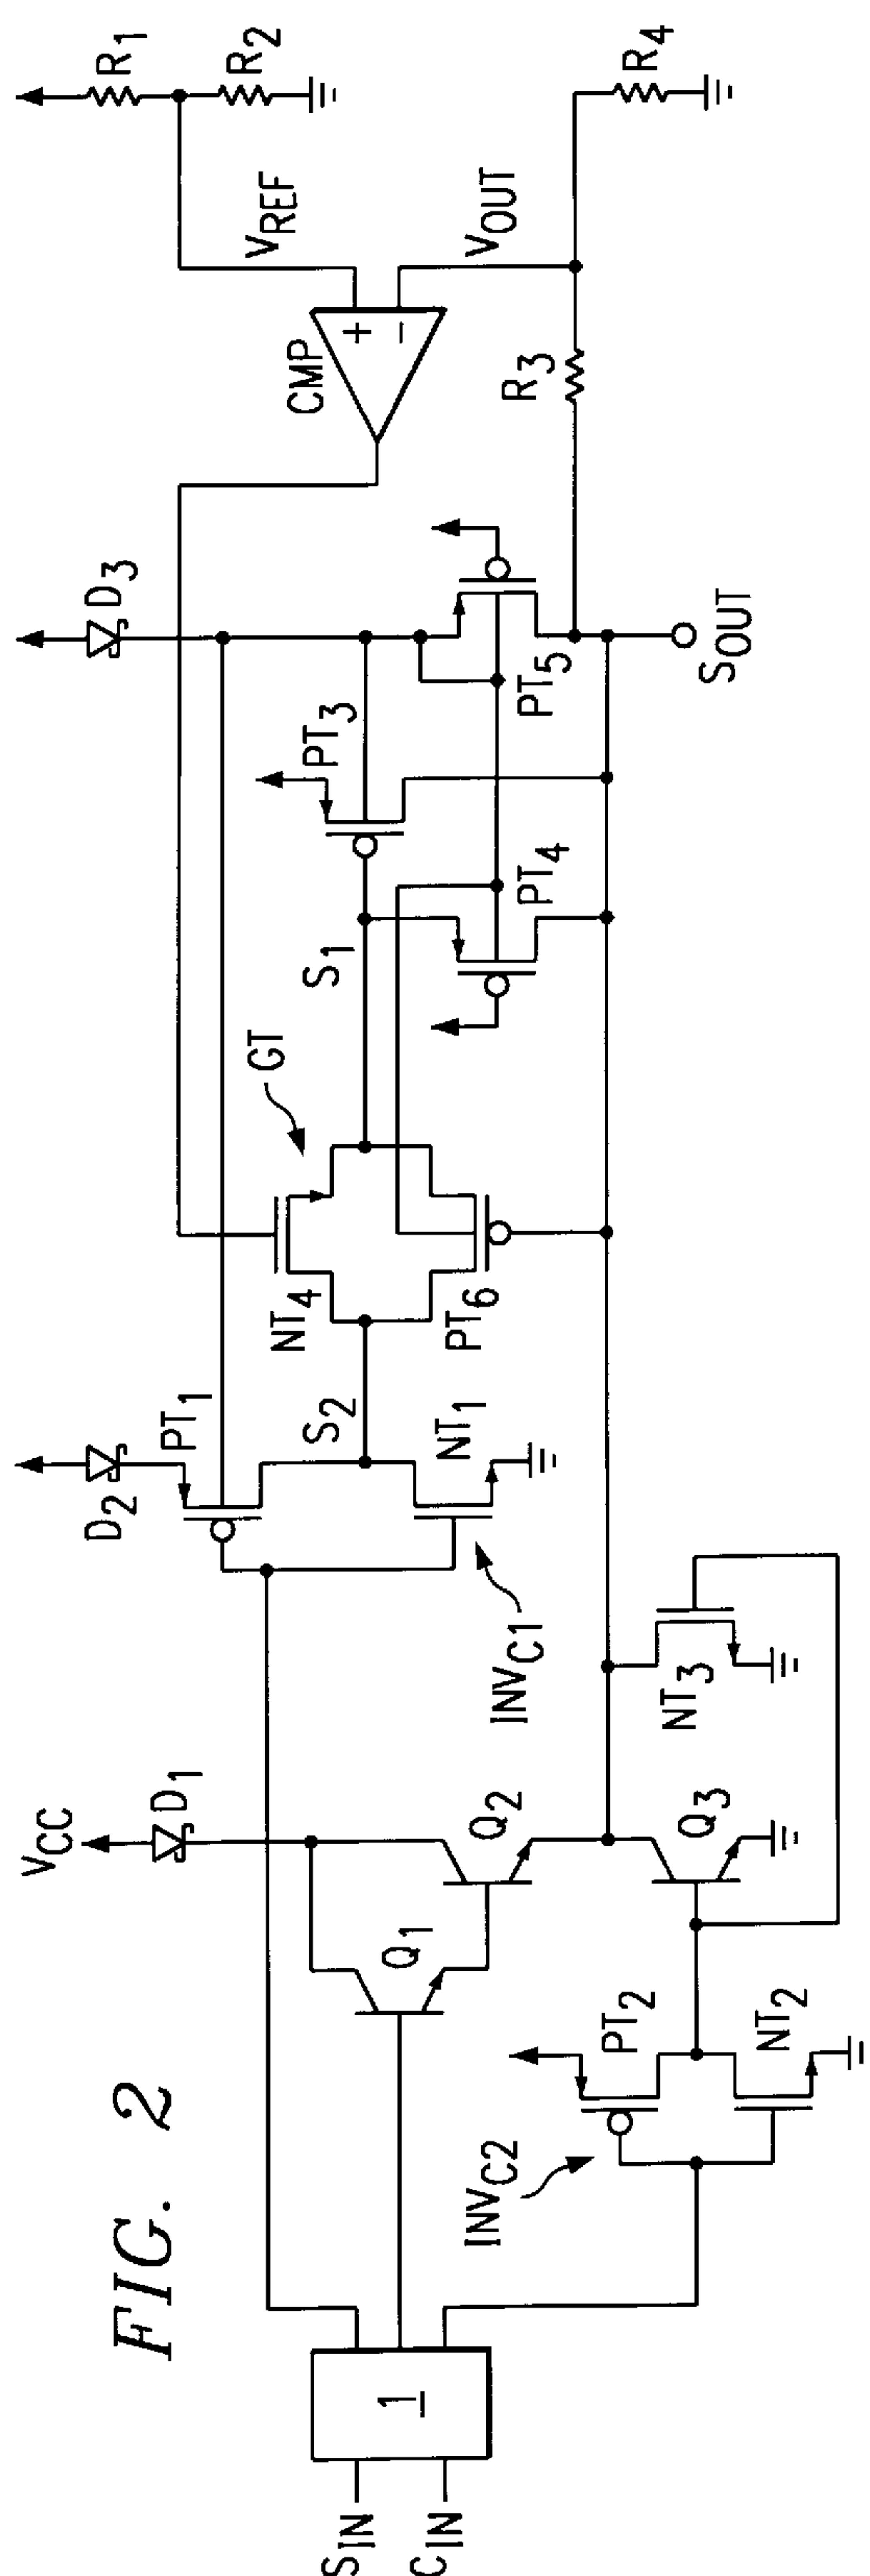 FIG. 2
S_IN
C_IN
1
V_CC
D_1
Q_1
Q_2
Q_3
INV_C2
PT_2
NT_2
NT_3
INV_C1
D_2
PT_1
NT_1
S_2
NT_4
PT_6
GT
S_1
PT_3
PT_4
PT_5
D_3
S_OUT
CMP
+
−
V_REF
V_OUT
R_1
R_2
R_3
R_4